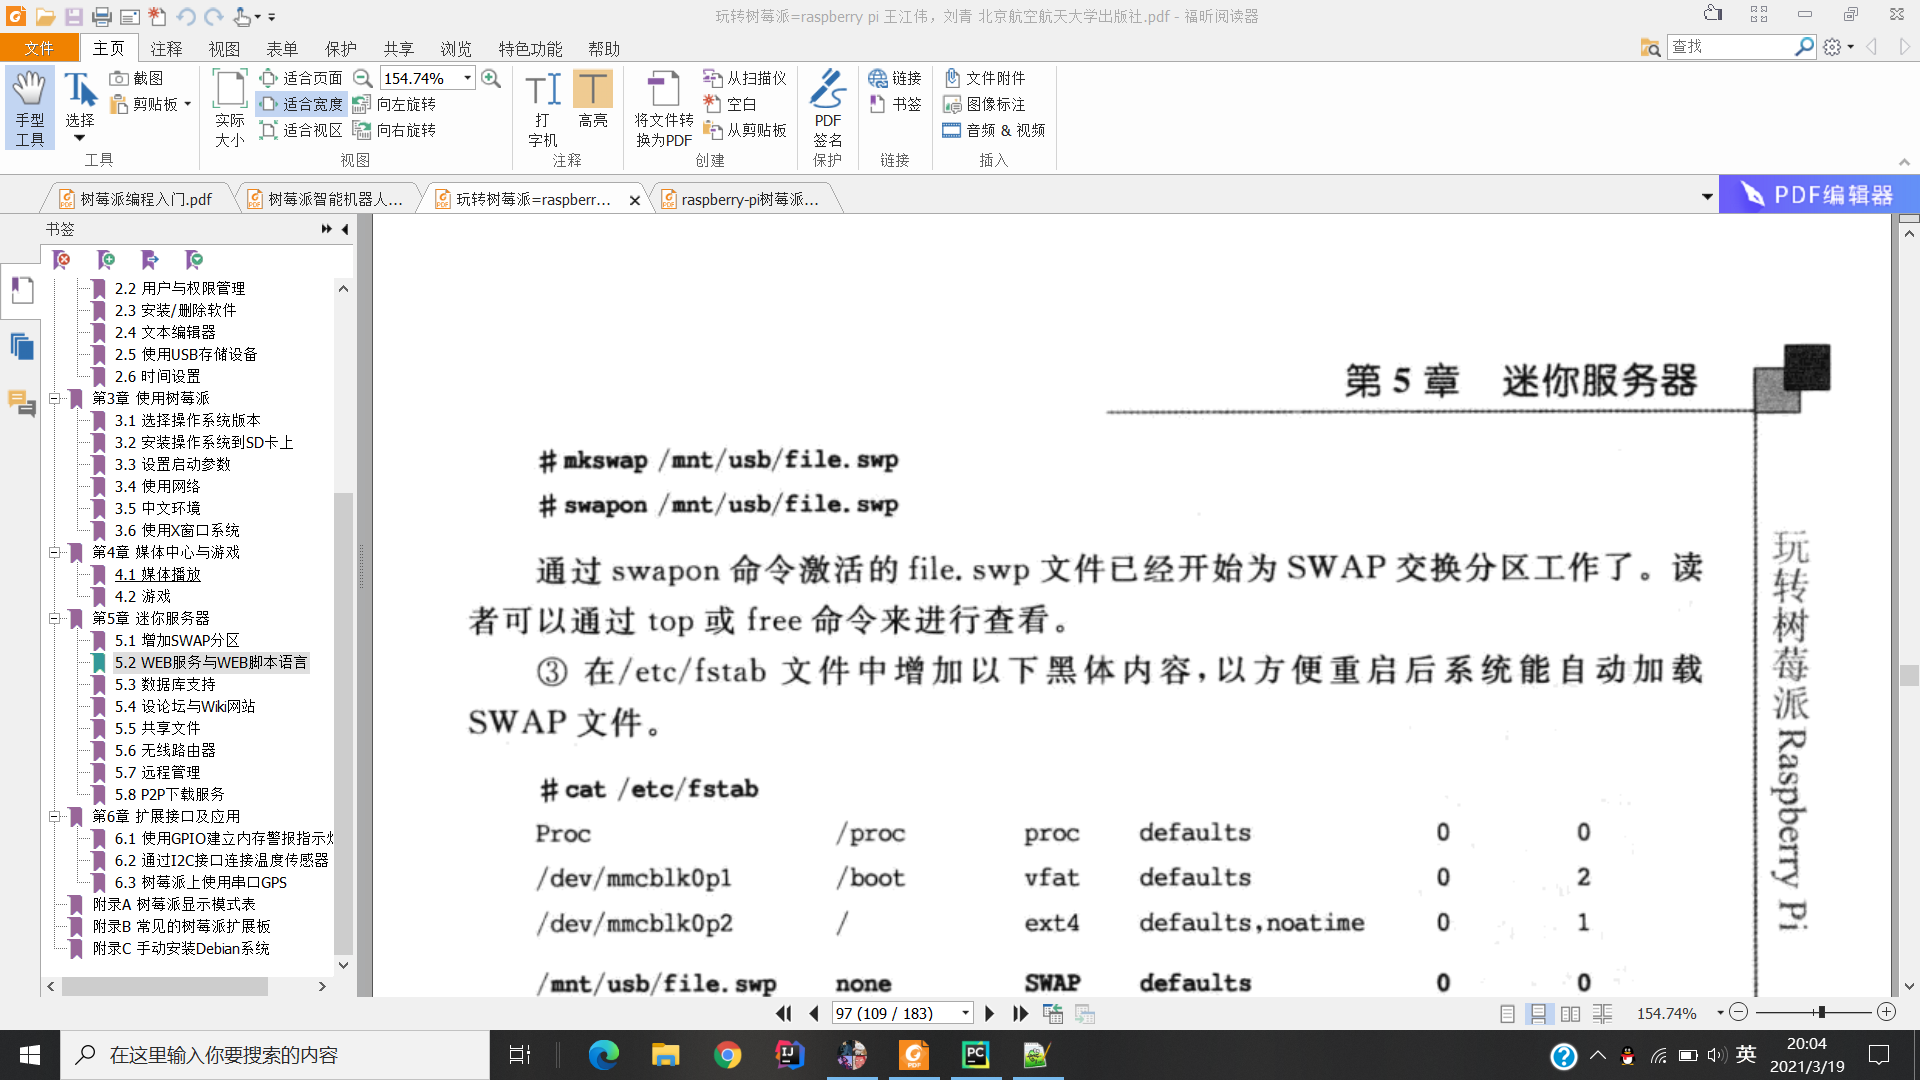 玩转树莓派=raspberry pi 王江伟，刘青 北京航空航天大学出版社.pdf - 福昕阅读器
文件 主页 注释 视图 表单 保护 共享 浏览 特色功能 帮助 查找
手型
工具
选择
截图
剪贴板
工具
实际
大小
适合页面
适合宽度
适合视区
154.74%
向左旋转
向右旋转
视图
打
字机
高亮
注释
将文件转
换为PDF
从扫描仪
空白
从剪贴板
创建
PDF
签名
保护
链接
书签
链接
文件附件
图像标注
音频 & 视频
插入
树莓派编程入门.pdf
树莓派智能机器人...
玩转树莓派=raspberr...
raspberry-pi树莓派...
PDF编辑器
书签
2.2 用户与权限管理
2.3 安装/删除软件
2.4 文本编辑器
2.5 使用USB存储设备
2.6 时间设置
第3章 使用树莓派
3.1 选择操作系统版本
3.2 安装操作系统到SD卡上
3.3 设置启动参数
3.4 使用网络
3.5 中文环境
3.6 使用X窗口系统
第4章 媒体中心与游戏
4.1 媒体播放
4.2 游戏
第5章 迷你服务器
5.1 增加SWAP分区
5.2 WEB服务与WEB脚本语言
5.3 数据库支持
5.4 设论坛与Wiki网站
5.5 共享文件
5.6 无线路由器
5.7 远程管理
5.8 P2P下载服务
第6章 扩展接口及应用
6.1 使用GPIO建立内存警报指示
6.2 通过I2C接口连接温度传感器
6.3 树莓派上使用串口GPS
附录A 树莓派显示模式表
附录B 常见的树莓派扩展板
附录C 手动安装Debian系统
第 5 章 迷你服务器
# mkswap /mnt/usb/file.swp
# swapon /mnt/usb/file.swp
通过 swapon 命令激活的 file.swp 文件已经开始为 SWAP 交换分区工作了。读
者可以通过 top 或 free 命令来进行查看。
③ 在/etc/fstab 文件中增加以下黑体内容，以方便重启后系统能自动加载
SWAP 文件。
# cat /etc/fstab
Proc /proc proc defaults 0 0
/dev/mmcblk0p1 /boot vfat defaults 0 2
/dev/mmcblk0p2 / ext4 defaults,noatime 0 1
/mnt/usb/file.swp none SWAP defaults 0 0
玩转树莓派 Raspberry Pi
97 (109 / 183)
154.74%
在这里输入你要搜索的内容
英
20:04
2021/3/19